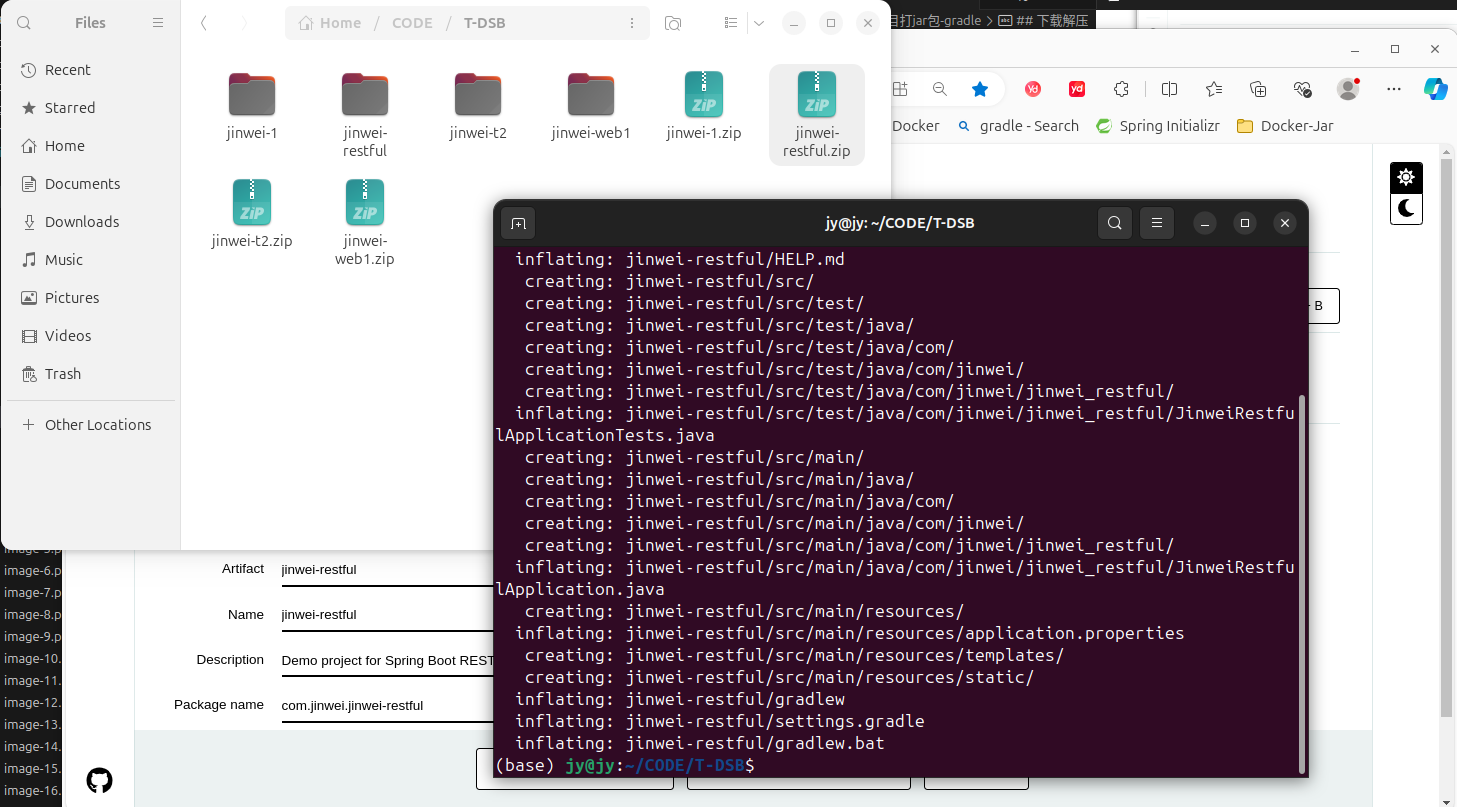 Files
Home / CODE / T-DSB
目打jar包-gradle > abc ## 下载解压
Recent
Starred
Home
Documents
Downloads
Music
Pictures
Videos
Trash
Other Locations
jinwei-1
jinwei-
restful
jinwei-t2
jinwei-web1
ZiP
jinwei-1.zip
ZiP
jinwei-
restful.zip
ZiP
jinwei-t2.zip
ZiP
jinwei-
web1.zip
yd
Docker
gradle - Search
Spring Initializr
Docker-Jar
B
jy@jy: ~/CODE/T-DSB
inflating: jinwei-restful/HELP.md
creating: jinwei-restful/src/
creating: jinwei-restful/src/test/
creating: jinwei-restful/src/test/java/
creating: jinwei-restful/src/test/java/com/
creating: jinwei-restful/src/test/java/com/jinwei/
creating: jinwei-restful/src/test/java/com/jinwei/jinwei_restful/
inflating: jinwei-restful/src/test/java/com/jinwei/jinwei_restful/JinweiRestfu
lApplicationTests.java
creating: jinwei-restful/src/main/
creating: jinwei-restful/src/main/java/
creating: jinwei-restful/src/main/java/com/
creating: jinwei-restful/src/main/java/com/jinwei/
creating: jinwei-restful/src/main/java/com/jinwei/jinwei_restful/
inflating: jinwei-restful/src/main/java/com/jinwei/jinwei_restful/JinweiRestfu
lApplication.java
creating: jinwei-restful/src/main/resources/
inflating: jinwei-restful/src/main/resources/application.properties
creating: jinwei-restful/src/main/resources/templates/
creating: jinwei-restful/src/main/resources/static/
inflating: jinwei-restful/gradlew
inflating: jinwei-restful/settings.gradle
inflating: jinwei-restful/gradlew.bat
(base) jy@jy:~/CODE/T-DSB$
image-6.p
image-7.p
image-8.p
image-9.p
image-10.
image-11.
image-12.
image-13.
image-14.
image-15.
image-16.
Artifact jinwei-restful
Name jinwei-restful
Description Demo project for Spring Boot REST
Package name com.jinwei.jinwei-restful